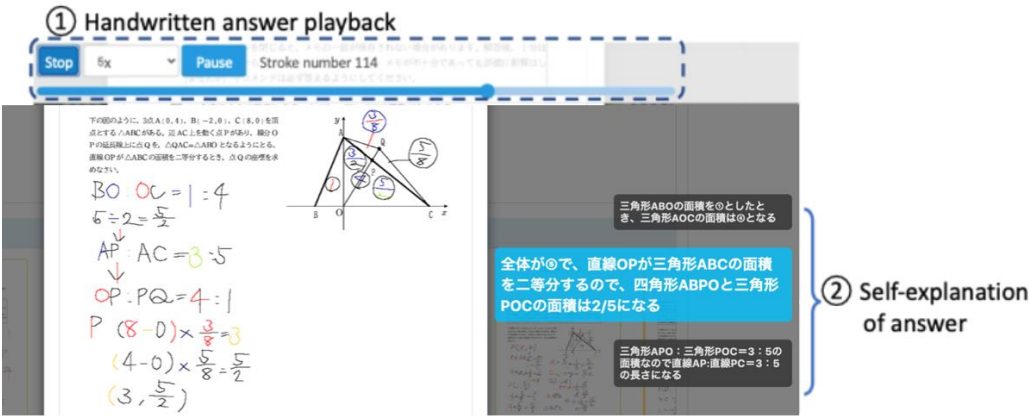 ① Handwritten answer playback
Stop 5x Pause Stroke number 114
下の図のように，3点A(0,4)，B(−2,0)，C(8,0)を頂
点とする△ABCがある。辺AC上を動く点Pがあり，線分O
Pの延長線上に点Qを，△QAC=△ABOとなるようにとる。
直線OPが△ABCの面積を二等分するとき，点Qの座標を求
めなさい。
BO:OC=1:4
5÷2=5/2
AP:AC=3:5
OP:PQ=4:1
P (8-0)×3/8=3
(4-0)×5/8=5/2
(3,5/2)
y
A
3/8
Q
5/8
3/2
P
①
④
5/2
B
O
C
x
三角形ABOの面積を①としたと
き、三角形AOCの面積は④となる
全体が⑤で、直線OPが三角形ABCの面積
を二等分するので、四角形ABPOと三角形
POCの面積は2/5になる
三角形APO：三角形POC＝3：5の
面積なので直線AP:直線PC＝3：5
の長さになる
② Self-explanation
of answer